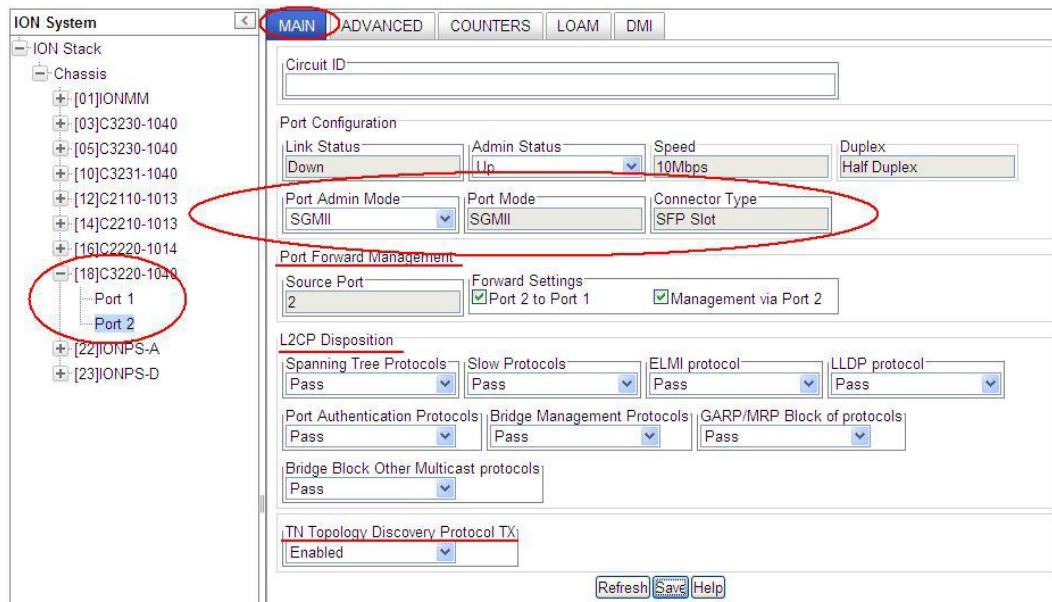 ION System
ION Stack
Chassis
[01]IONMM
[03]C3230-1040
[05]C3230-1040
[10]C3231-1040
[12]C2110-1013
[14]C2210-1013
[16]C2220-1014
[18]C3220-1040
Port 1
Port 2
[22]IONPS-A
[23]IONPS-D
MAIN ADVANCED COUNTERS LOAM DMI
Circuit ID
Port Configuration
Link Status Admin Status Speed Duplex
Down Up 10Mbps Half Duplex
Port Admin Mode Port Mode Connector Type
SGMII SGMII SFP Slot
Port Forward Management
Source Port Forward Settings
2 Port 2 to Port 1 Management via Port 2
L2CP Disposition
Spanning Tree Protocols Slow Protocols ELMI protocol LLDP protocol
Pass Pass Pass Pass
Port Authentication Protocols Bridge Management Protocols GARP/MRP Block of protocols
Pass Pass Pass
Bridge Block Other Multicast protocols
Pass
TN Topology Discovery Protocol TX
Enabled
Refresh Save Help